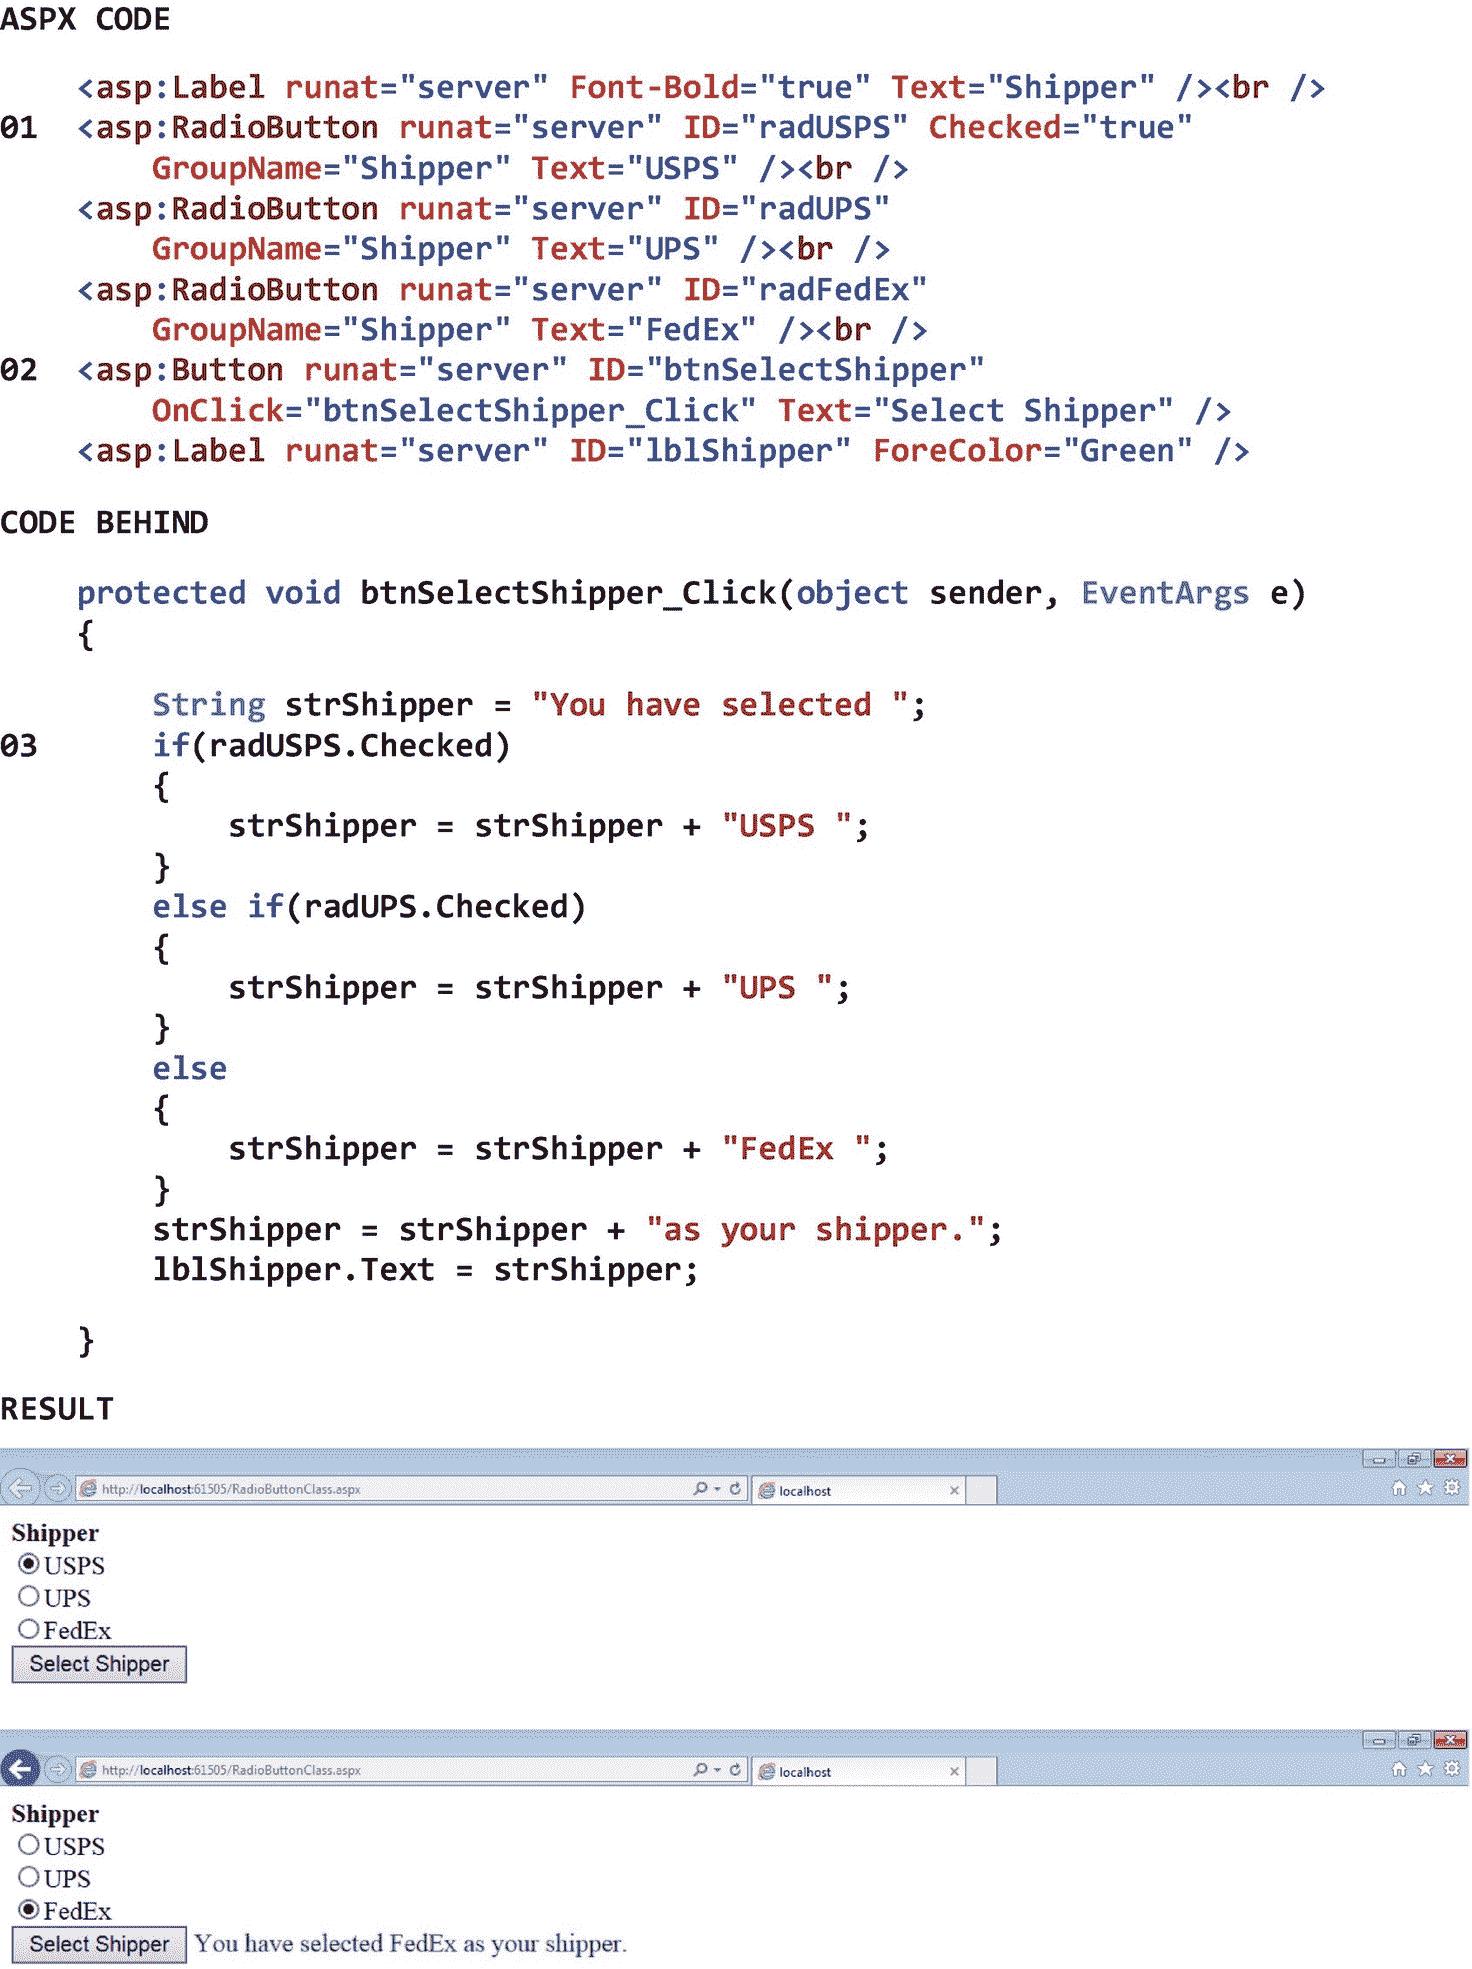 ASPX CODE
<asp:Label runat="server" Font-Bold="true" Text="Shipper" /><br />
01 <asp:RadioButton runat="server" ID="radUSPS" Checked="true"
GroupName="Shipper" Text="USPS" /><br />
<asp:RadioButton runat="server" ID="radUPS"
GroupName="Shipper" Text="UPS" /><br />
<asp:RadioButton runat="server" ID="radFedEx"
GroupName="Shipper" Text="FedEx" /><br />
02 <asp:Button runat="server" ID="btnSelectShipper"
OnClick="btnSelectShipper_Click" Text="Select Shipper" />
<asp:Label runat="server" ID="lblShipper" ForeColor="Green" />
CODE BEHIND
protected void btnSelectShipper_Click(object sender, EventArgs e)
{
String strShipper = "You have selected ";
03 if(radUSPS.Checked)
{
strShipper = strShipper + "USPS ";
}
else if(radUPS.Checked)
{
strShipper = strShipper + "UPS ";
}
else
{
strShipper = strShipper + "FedEx ";
}
strShipper = strShipper + "as your shipper.";
lblShipper.Text = strShipper;
}
RESULT
http://localhost:61505/RadioButtonClass.aspx localhost
Shipper
USPS
UPS
FedEx
Select Shipper
http://localhost:61505/RadioButtonClass.aspx localhost
Shipper
USPS
UPS
FedEx
Select Shipper You have selected FedEx as your shipper.